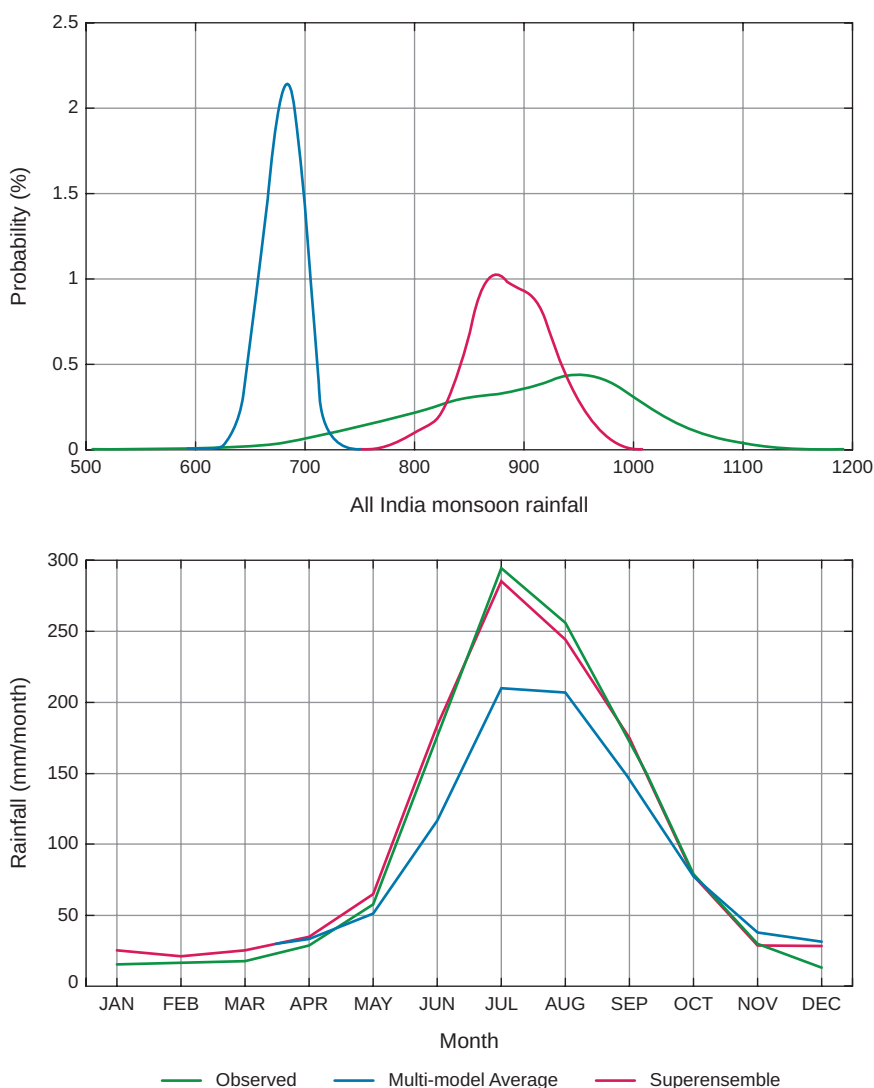 2.5
2
1.5
1
0.5
0
Probability (%)
500 600 700 800 900 1000 1100 1200
All India monsoon rainfall
300
250
200
150
100
50
0
Rainfall (mm/month)
JAN FEB MAR APR MAY JUN JUL AUG SEP OCT NOV DEC
Month
Observed Multi-model Average Superensemble